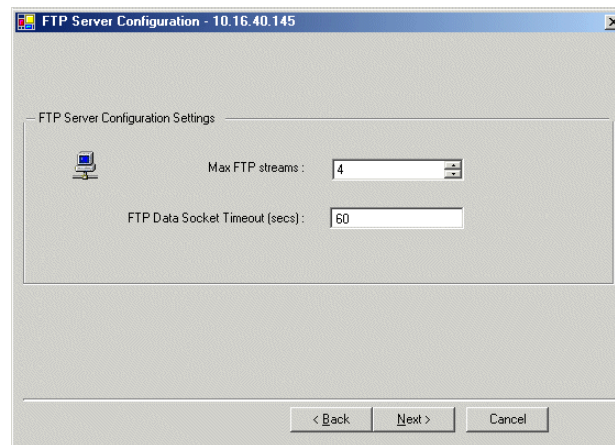 FTP Server Configuration - 10.16.40.145
FTP Server Configuration Settings
Max FTP streams :
4
FTP Data Socket Timeout (secs) :
60
< Back
Next >
Cancel